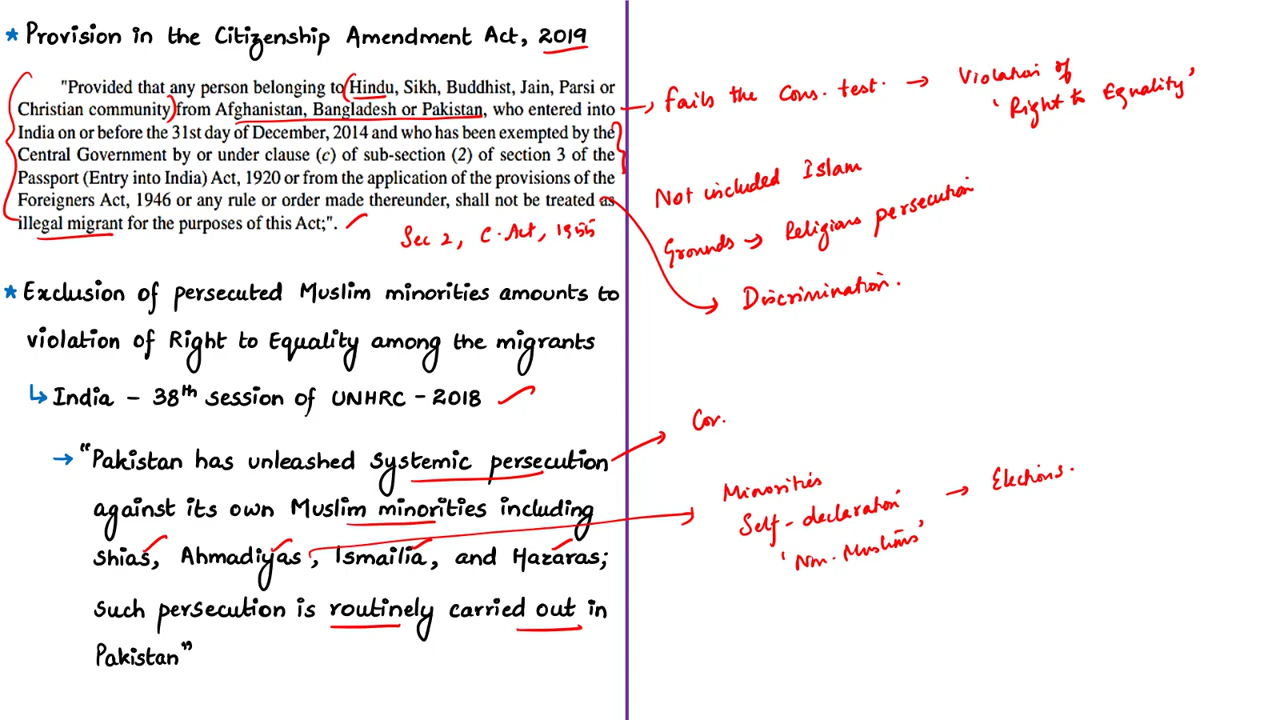 * Provision in the Citizenship Amendment Act, 2019
"Provided that any person belonging to Hindu, Sikh, Buddhist, Jain, Parsi or
Christian community from Afghanistan, Bangladesh or Pakistan, who entered into
India on or before the 31st day of December, 2014 and who has been exempted by the
Central Government by or under clause (c) of sub-section (2) of section 3 of the
Passport (Entry into India) Act, 1920 or from the application of the provisions of the
Foreigners Act, 1946 or any rule or order made thereunder, shall not be treated as
illegal migrant for the purposes of this Act;".
Sec 2, C. Act, 1955
* Exclusion of persecuted Muslim minorities amounts to
violation of Right to Equality among the migrants
↳ India - 38th session of UNHRC - 2018
→ "Pakistan has unleashed systemic persecution
against its own Muslim minorities including
Shias, Ahmadiyas, Ismailia, and Hazaras;
such persecution is routinely carried out in
Pakistan"
→ Fails the Cons. test. → Violation of
'Right to Equality'
Not included Islam
Grounds → Religious persecution
→ Discrimination.
Con.
Minorities
Self-declaration → Elections.
'Non-Muslims'